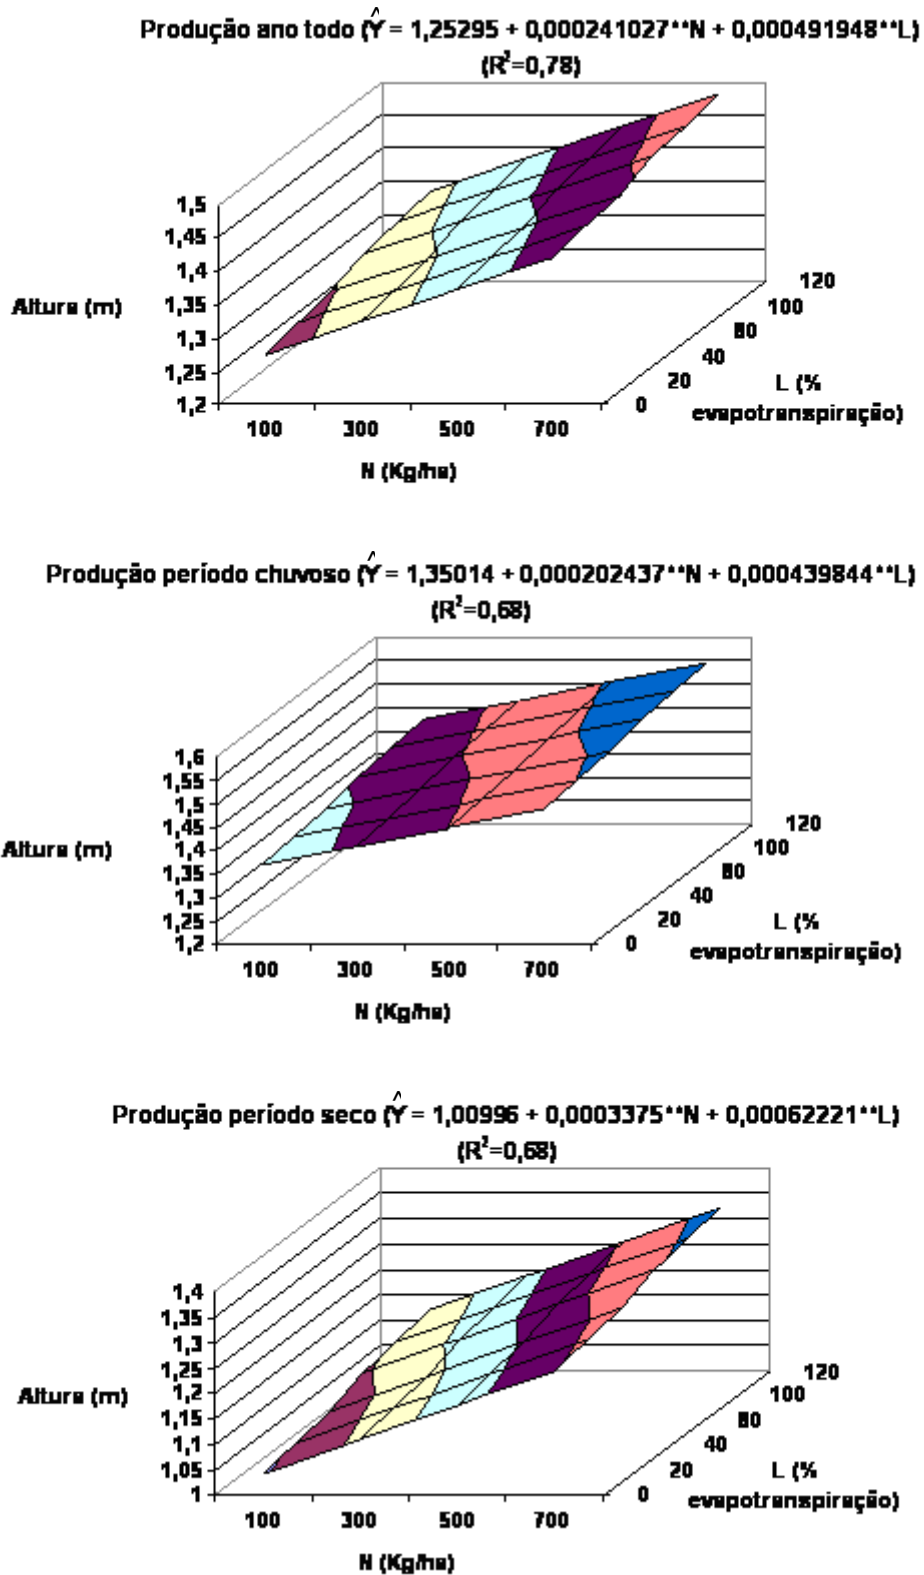 Produção ano todo (Ŷ = 1,25295 + 0,000241027**N + 0,000491948**L)
(R²=0,78)
1,5
1,45
1,4
1,35
1,3
1,25
1,2
Altura (m)
100 300 500 700
N (Kg/ha)
0 20 40 80 100 120
L (%
evapotranspiração)
Produção período chuvoso (Ŷ = 1,35014 + 0,000202437**N + 0,000439844**L)
(R²=0,68)
1,6
1,55
1,5
1,45
1,4
1,35
1,3
1,25
1,2
Altura (m)
100 300 500 700
N (Kg/ha)
0 20 40 80 100 120
L (%
evapotranspiração)
Produção período seco (Ŷ = 1,00996 + 0,0003375**N + 0,00062221**L)
(R²=0,68)
1,4
1,35
1,3
1,25
1,2
1,15
1,1
1,05
1
Altura (m)
100 300 500 700
N (Kg/ha)
0 20 40 80 100 120
L (%
evapotranspiração)